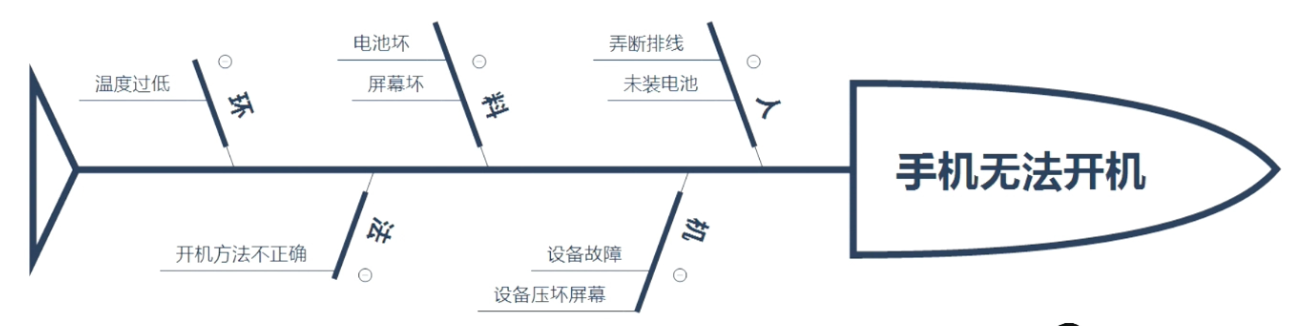 电池坏
弄断排线
温度过低
屏幕坏
未装电池
环
料
人
手机无法开机
法
机
开机方法不正确
设备故障
设备压坏屏幕